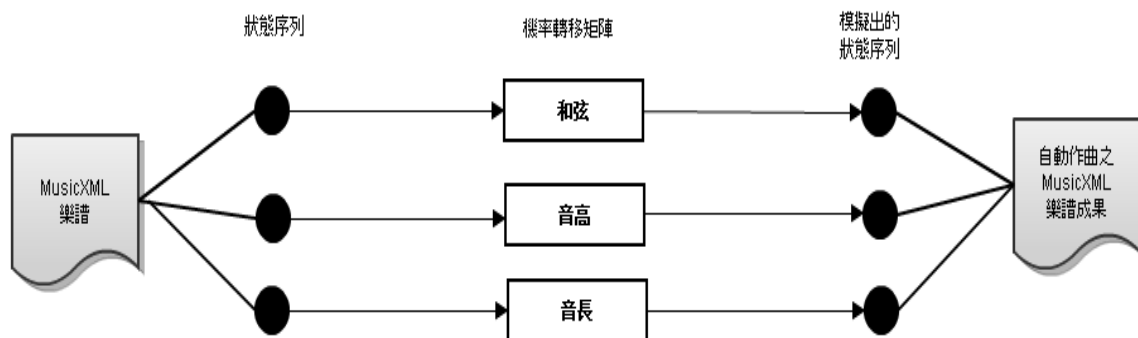 狀態序列
機率轉移矩陣
模擬出的
狀態序列
和弦
MusicXML
樂譜
音高
自動作曲之
MusicXML
樂譜成果
音長